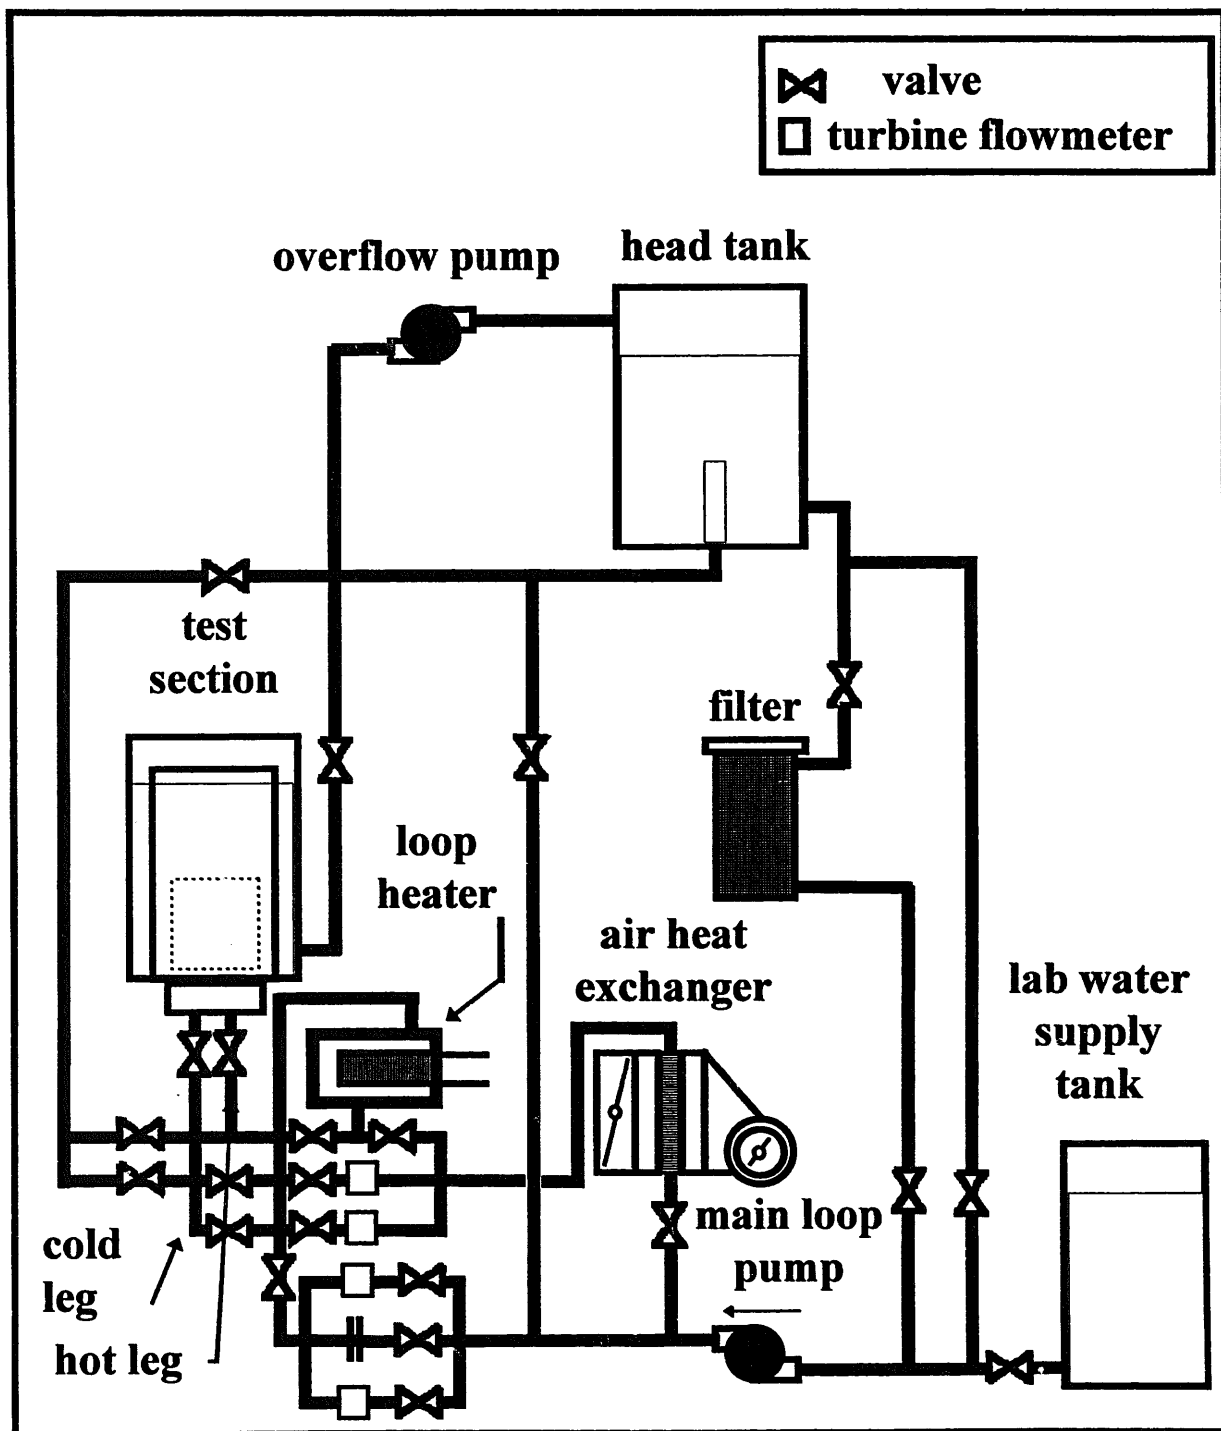 valve
turbine flowmeter
overflow pump
head tank
test
section
filter
loop
heater
air heat
exchanger
lab water
supply
tank
main loop
pump
cold
leg
hot leg